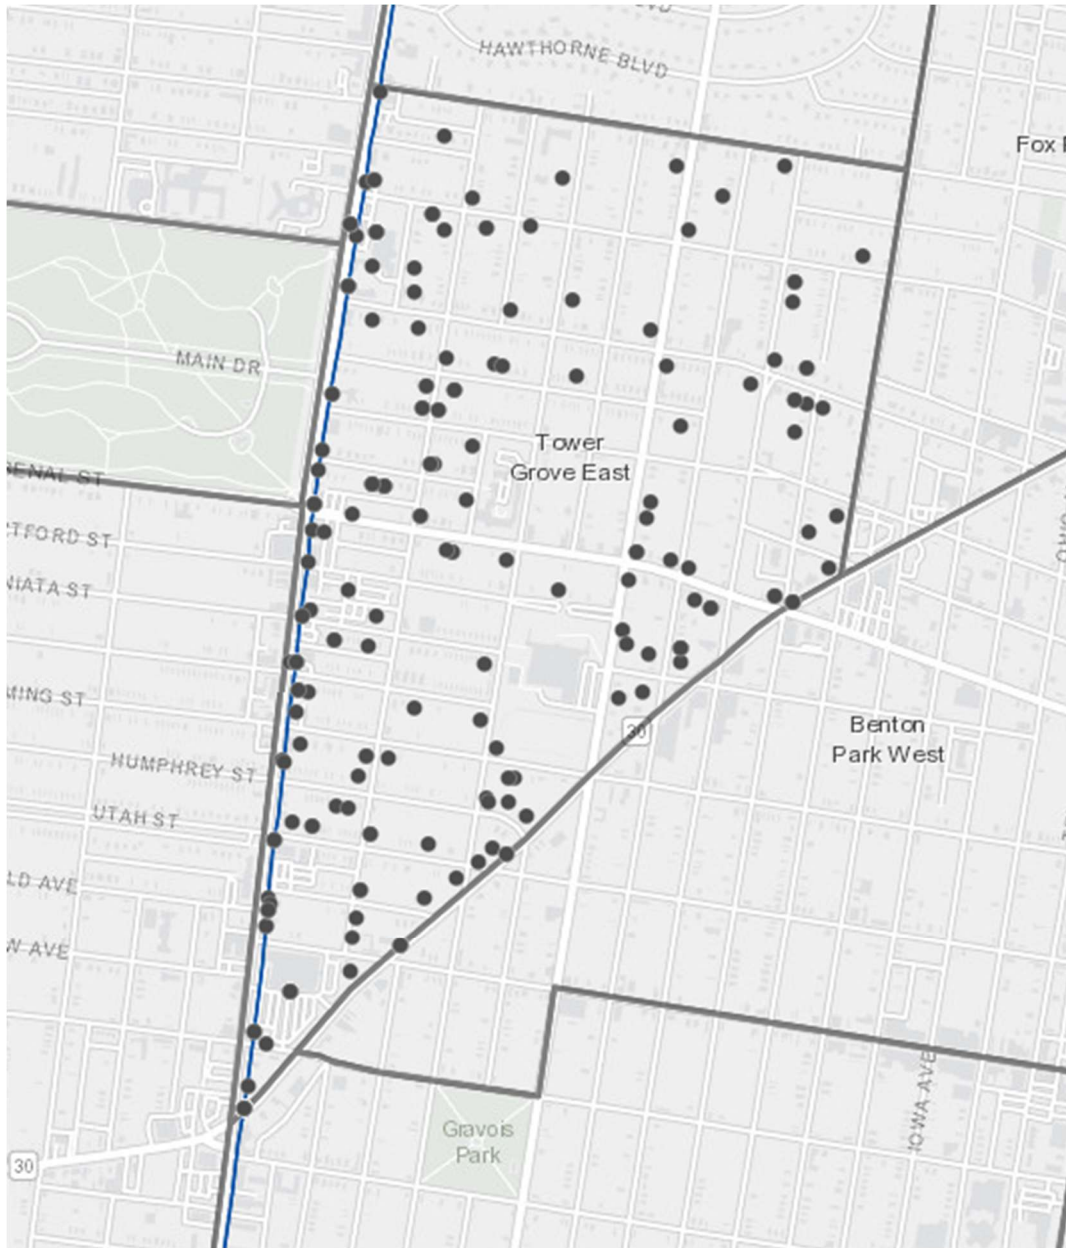 HAWTHORNE BLVD
Fox
MAIN DR
Tower
Grove East
ENAL ST
TFORD ST
NIATA ST
MING ST
30
Benton
Park West
HUMPHREY ST
UTAH ST
LD AVE
W AVE
IOWA AVE
Gravois
Park
30